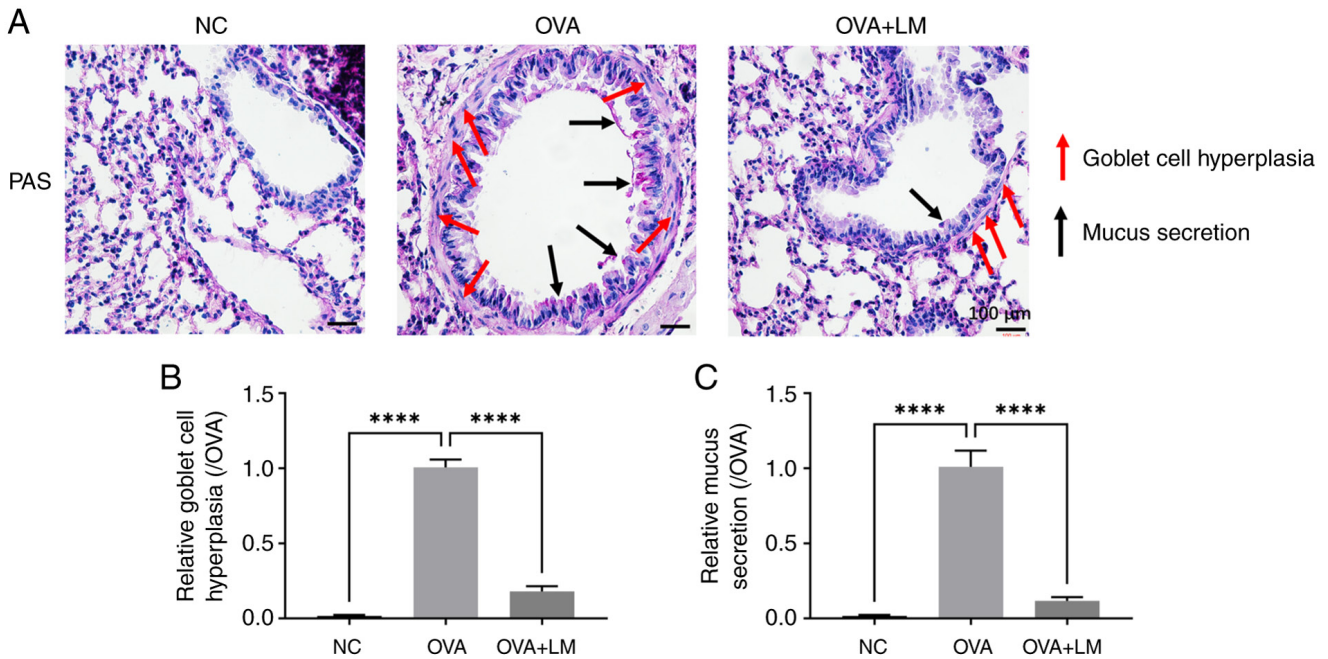 A
NC
OVA
OVA+LM
PAS
Goblet cell hyperplasia
Mucus secretion
100 μm
B
Relative goblet cell
hyperplasia (/OVA)
1.5
1.0
0.5
0.0
****
****
NC
OVA
OVA+LM
C
Relative mucus
secretion (/OVA)
1.5
1.0
0.5
0.0
****
****
NC
OVA
OVA+LM